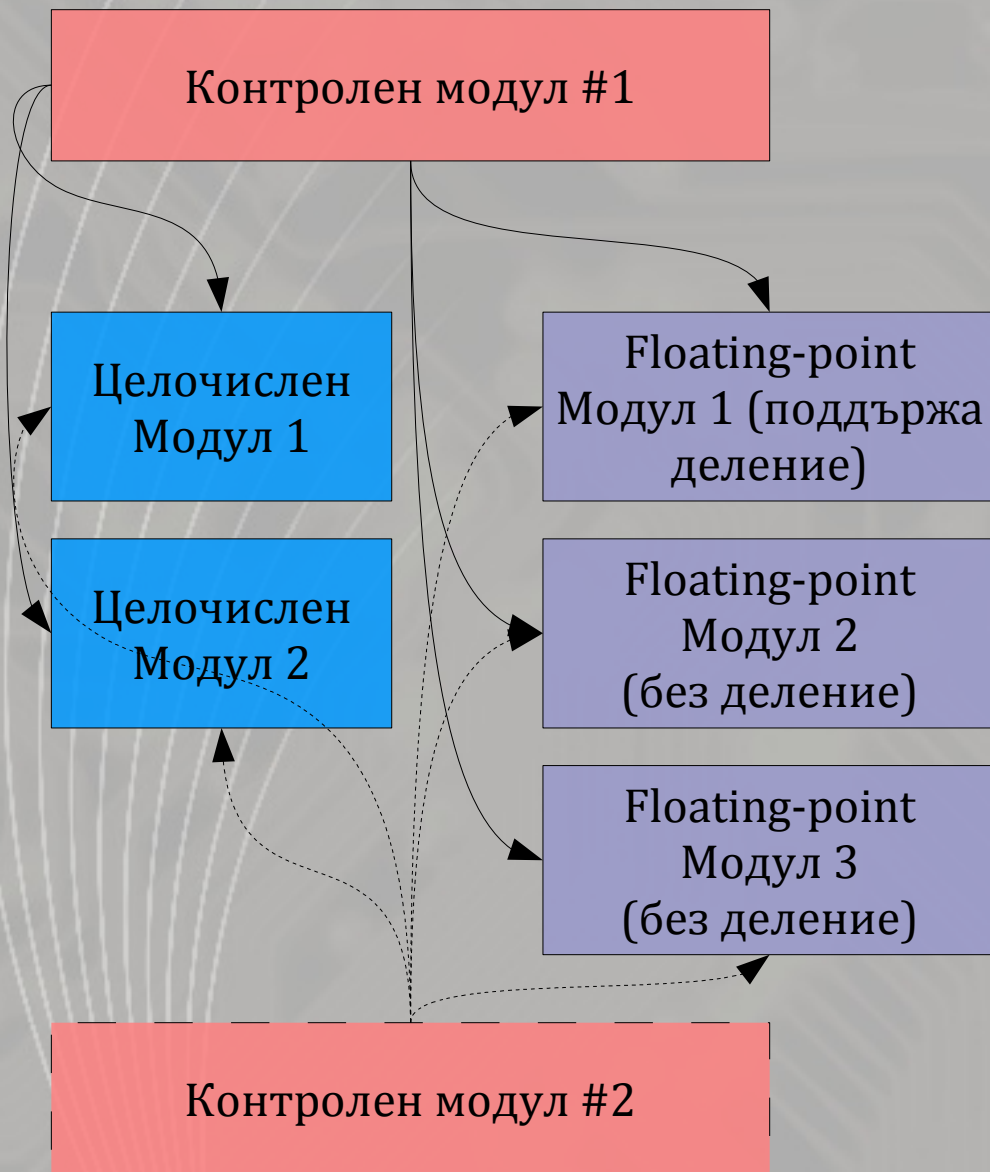 Контролен модул #1
Целочислен
Модул 1
Floating-point
Модул 1 (поддържа
деление)
Целочислен
Модул 2
Floating-point
Модул 2
(без деление)
Floating-point
Модул 3
(без деление)
Контролен модул #2